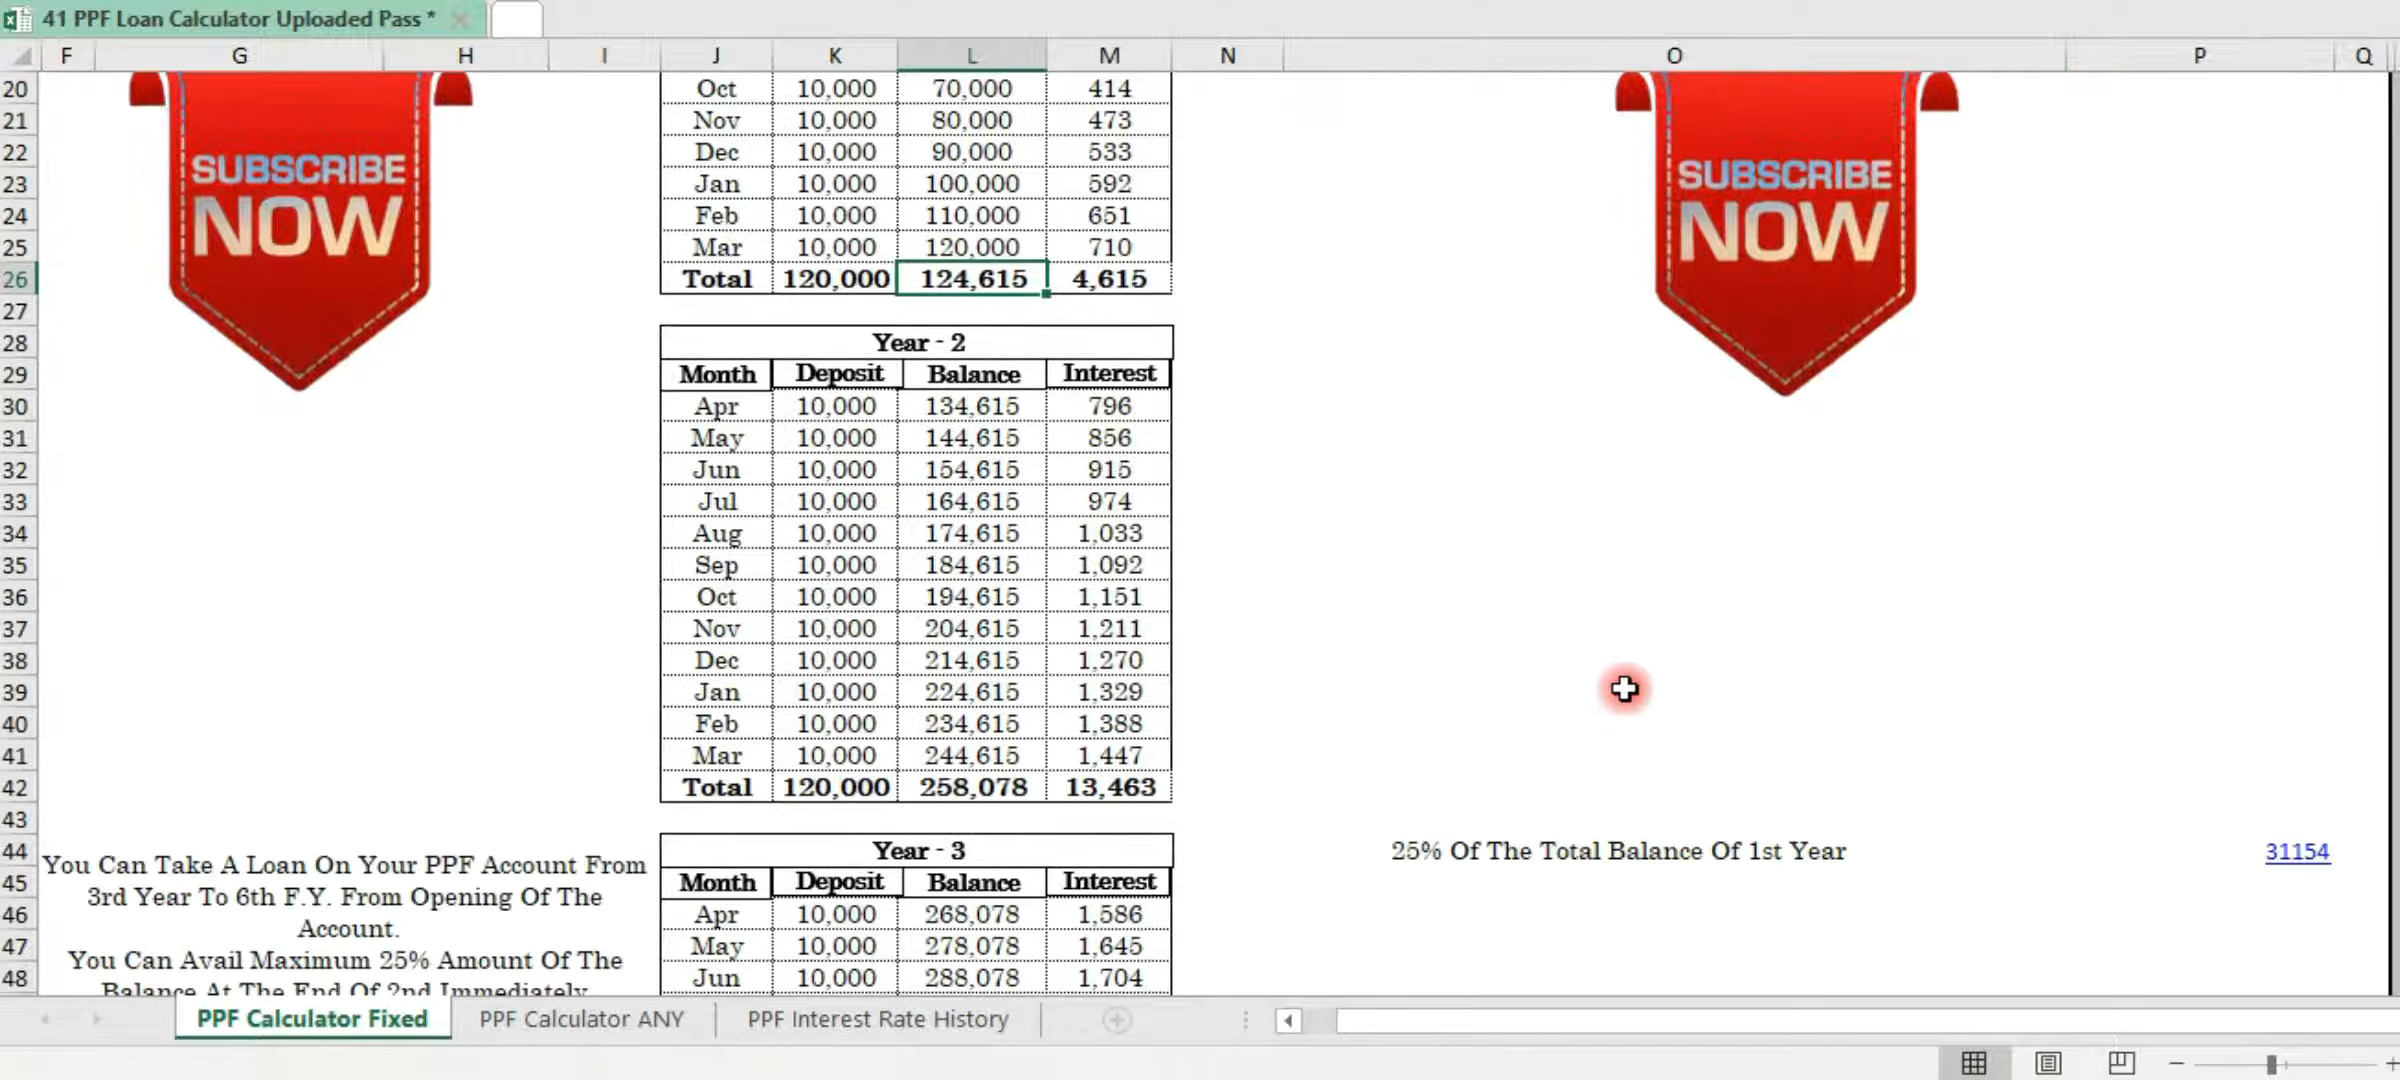 41 PPF Loan Calculator Uploaded Pass *
F G H I J K L M N O P Q
20 Oct 10,000 70,000 414
21 Nov 10,000 80,000 473
22 Dec 10,000 90,000 533
23 Jan 10,000 100,000 592
24 Feb 10,000 110,000 651
25 Mar 10,000 120,000 710
26 Total 120,000 124,615 4,615
SUBSCRIBE
NOW
SUBSCRIBE
NOW
27
28 Year - 2
29 Month Deposit Balance Interest
30 Apr 10,000 134,615 796
31 May 10,000 144,615 856
32 Jun 10,000 154,615 915
33 Jul 10,000 164,615 974
34 Aug 10,000 174,615 1,033
35 Sep 10,000 184,615 1,092
36 Oct 10,000 194,615 1,151
37 Nov 10,000 204,615 1,211
38 Dec 10,000 214,615 1,270
39 Jan 10,000 224,615 1,329
40 Feb 10,000 234,615 1,388
41 Mar 10,000 244,615 1,447
42 Total 120,000 258,078 13,463
43
44 Year - 3 25% Of The Total Balance Of 1st Year 31154
45 Month Deposit Balance Interest
46 Apr 10,000 268,078 1,586
47 May 10,000 278,078 1,645
48 Jun 10,000 288,078 1,704
You Can Take A Loan On Your PPF Account From
3rd Year To 6th F.Y. From Opening Of The
Account.
You Can Avail Maximum 25% Amount Of The
Balance At The End Of 2nd Immediately
PPF Calculator Fixed PPF Calculator ANY PPF Interest Rate History